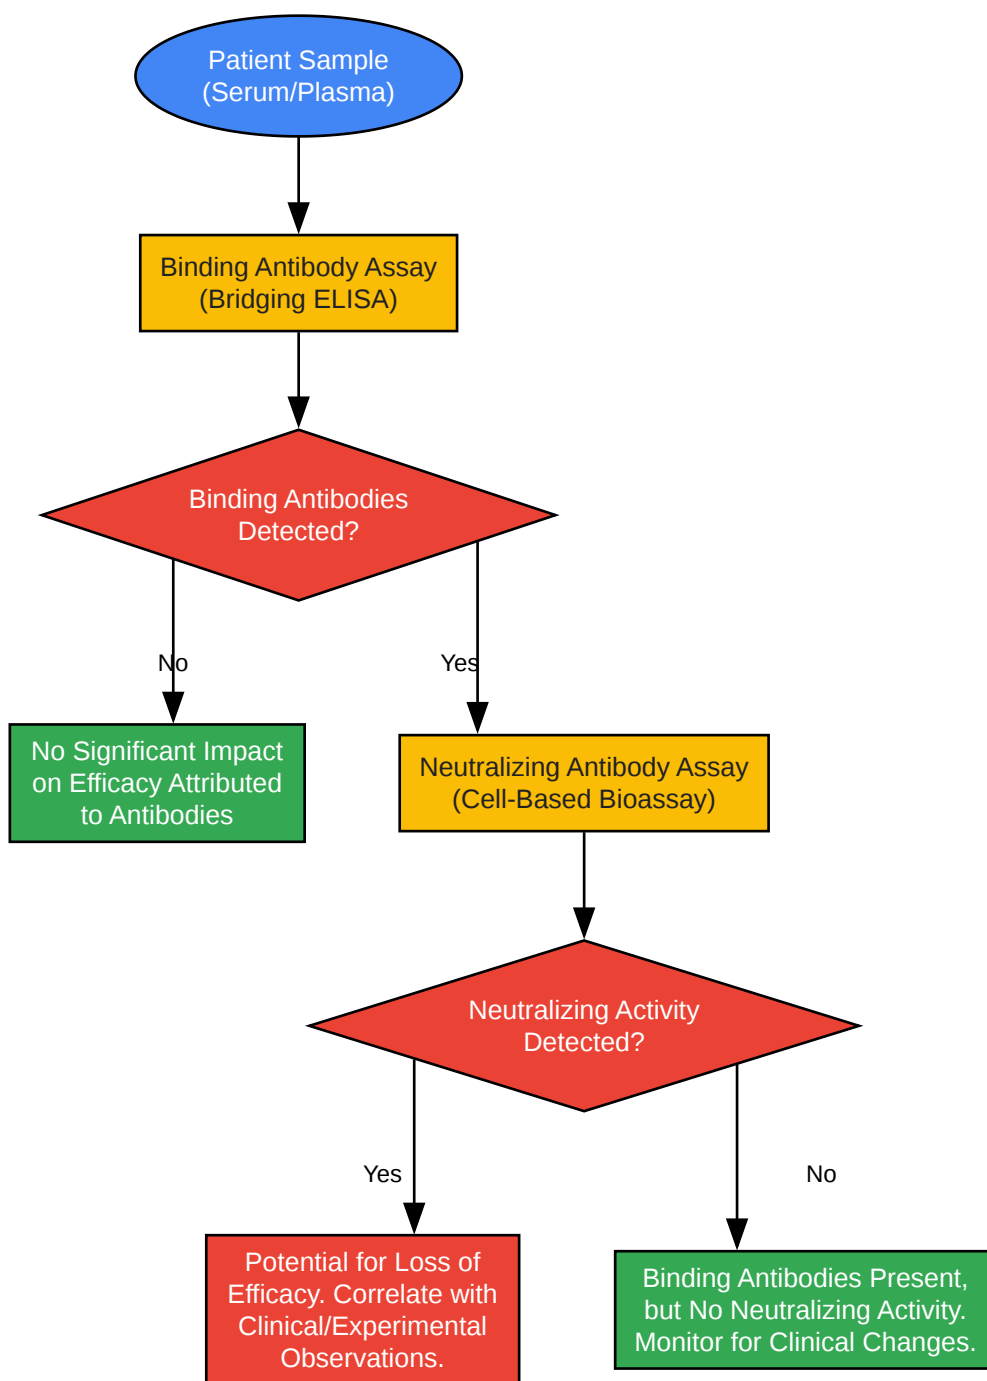 Patient Sample
(Serum/Plasma)
Binding Antibody Assay
(Bridging ELISA)
Binding Antibodies
Detected?
No
Yes
No Significant Impact
on Efficacy Attributed
to Antibodies
Neutralizing Antibody Assay
(Cell-Based Bioassay)
Neutralizing Activity
Detected?
Yes
No
Potential for Loss of
Efficacy. Correlate with
Clinical/Experimental
Observations.
Binding Antibodies Present,
but No Neutralizing Activity.
Monitor for Clinical Changes.